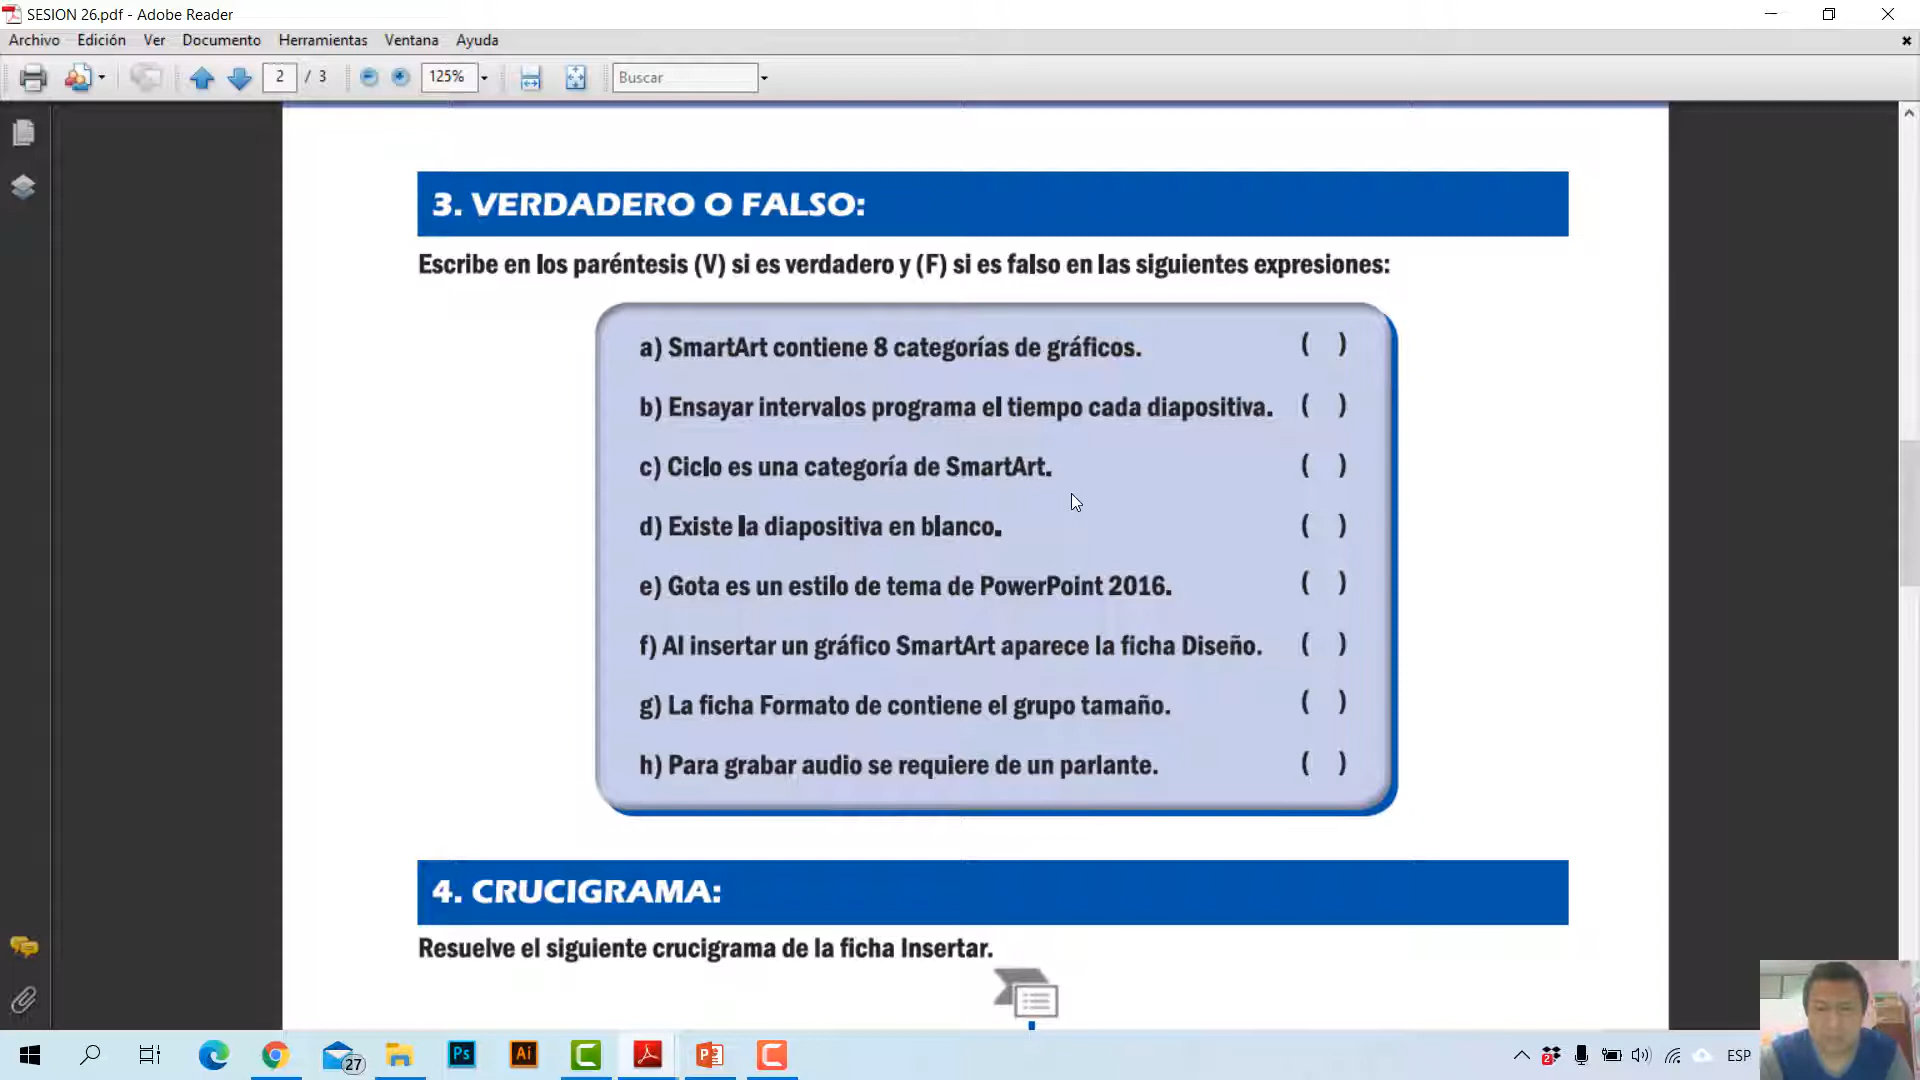 SESION 26.pdf - Adobe Reader
Archivo Edición Ver Documento Herramientas Ventana Ayuda
2 / 3 125% Buscar
3. VERDADERO O FALSO:
Escribe en los paréntesis (V) si es verdadero y (F) si es falso en las siguientes expresiones:
a) SmartArt contiene 8 categorías de gráficos. ( )
b) Ensayar intervalos programa el tiempo cada diapositiva. ( )
c) Ciclo es una categoría de SmartArt. ( )
d) Existe la diapositiva en blanco. ( )
e) Gota es un estilo de tema de PowerPoint 2016. ( )
f) Al insertar un gráfico SmartArt aparece la ficha Diseño. ( )
g) La ficha Formato de contiene el grupo tamaño. ( )
h) Para grabar audio se requiere de un parlante. ( )
4. CRUCIGRAMA:
Resuelve el siguiente crucigrama de la ficha Insertar.
27 Ps Ai C P C 2 ESP